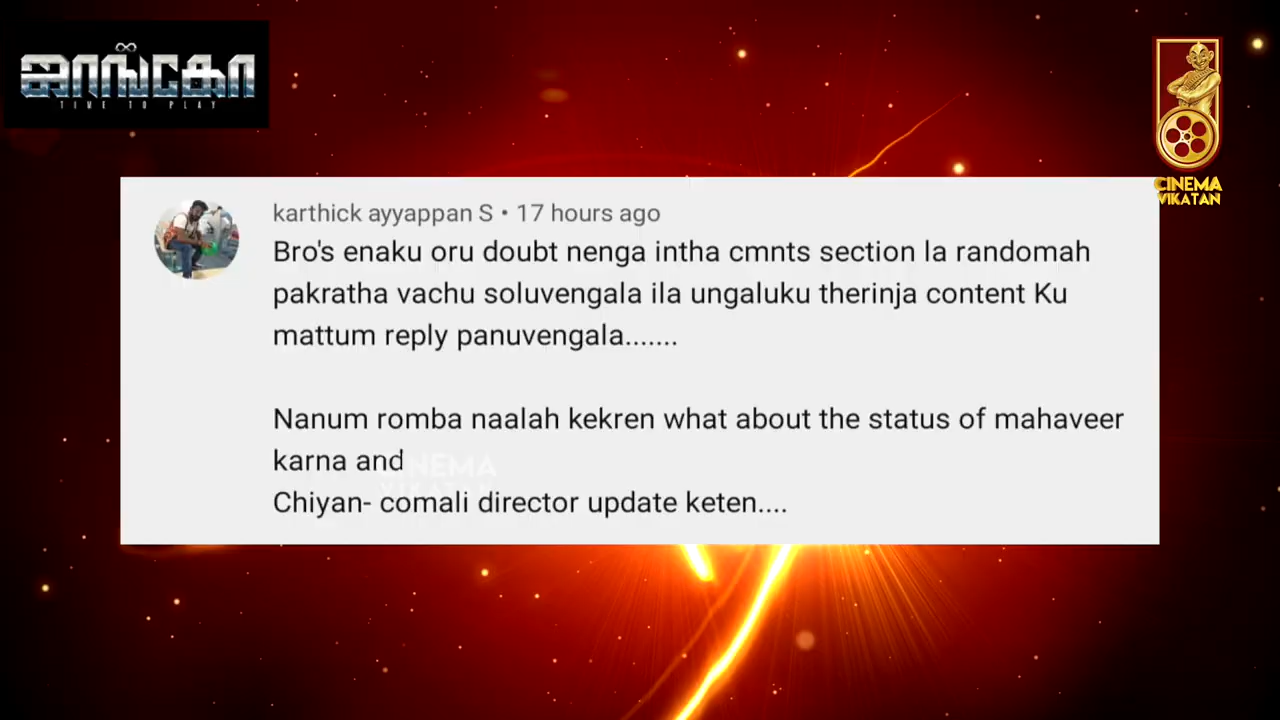 ஜாங்கோ
TIME TO PLAY
CINEMA
VIKATAN
karthick ayyappan S • 17 hours ago
Bro's enaku oru doubt nenga intha cmnts section la randomah
pakratha vachu soluvengala ila ungaluku therinja content Ku
mattum reply panuvengala.......
Nanum romba naalah kekren what about the status of mahaveer
karna and
Chiyan- comali director update keten....
CINEMA
VIKATAN